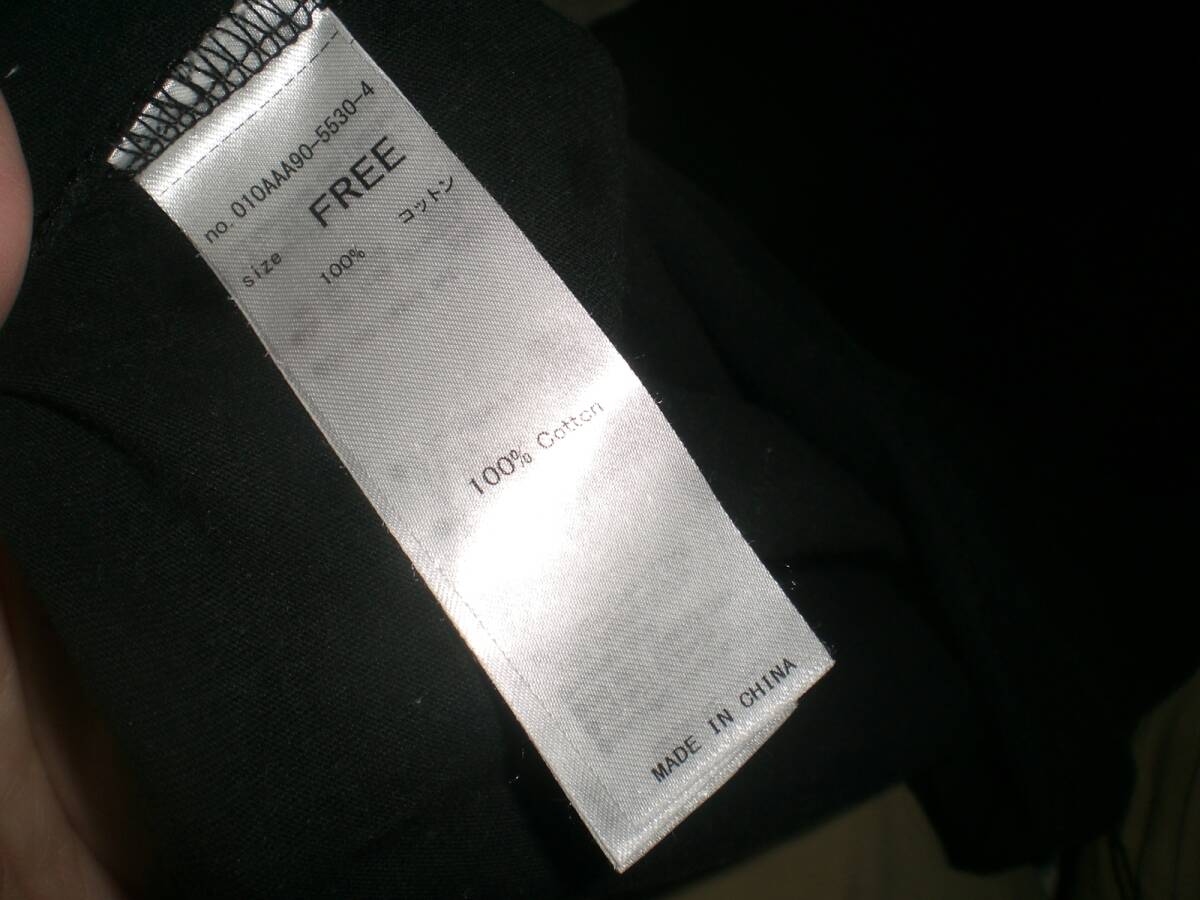 no. 010AAA90-5530-4
size FREE
100% コットン
100% Cotton
MADE IN CHINA